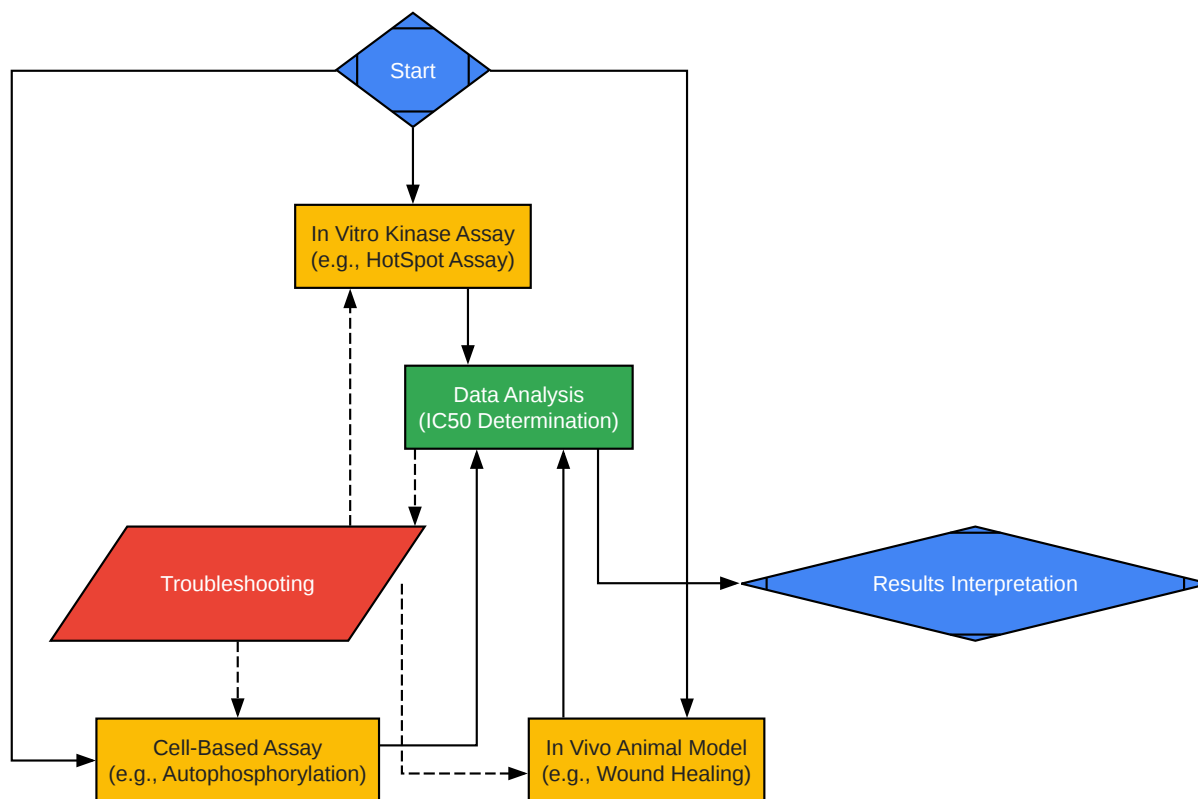 Start
In Vitro Kinase Assay
(e.g., HotSpot Assay)
Data Analysis
(IC50 Determination)
Troubleshooting
Results Interpretation
Cell-Based Assay
(e.g., Autophosphorylation)
In Vivo Animal Model
(e.g., Wound Healing)